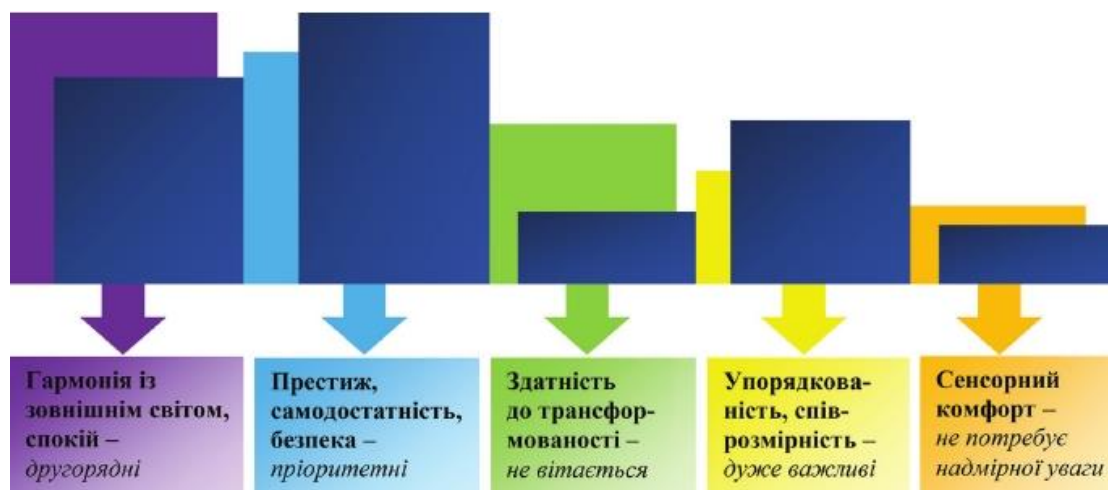 Гармонія із
зовнішнім світом,
спокій –
другорядні
Престиж,
самодостатність,
безпека –
пріоритетні
Здатність
до трансфор-
мованості –
не вітається
Упорядкова-
ність, спів-
розмірність –
дуже важливі
Сенсорний
комфорт –
не потребує
надмірної уваги